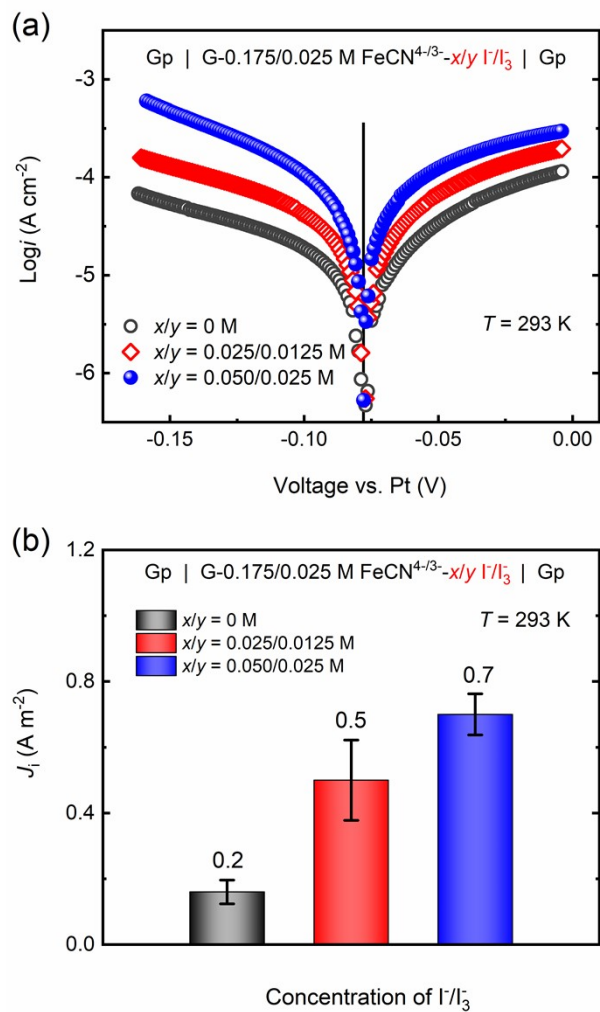 (a)
Gp | G-0.175/0.025 M FeCN⁴⁻/³⁻-x/y I⁻/I₃⁻ | Gp
-3
-4
-5
-6
Logi (A cm⁻²)
x/y = 0 M
x/y = 0.025/0.0125 M
x/y = 0.050/0.025 M
T = 293 K
-0.15
-0.10
-0.05
0.00
Voltage vs. Pt (V)
(b)
Gp | G-0.175/0.025 M FeCN⁴⁻/³⁻-x/y I⁻/I₃⁻ | Gp
x/y = 0 M
x/y = 0.025/0.0125 M
x/y = 0.050/0.025 M
T = 293 K
1.2
0.8
0.4
0.0
Jᵢ (A m⁻²)
0.2
0.5
0.7
Concentration of I⁻/I₃⁻